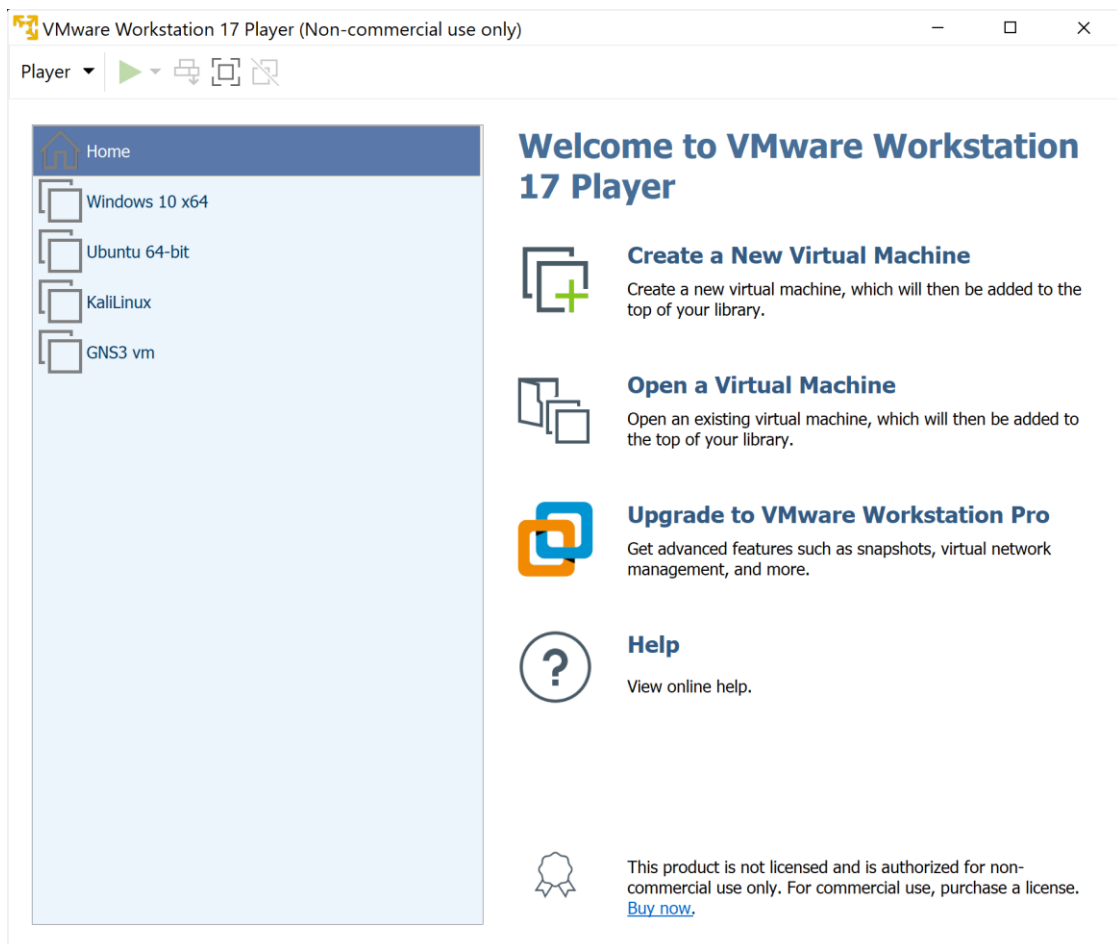 VMware Workstation 17 Player (Non-commercial use only)
Player
Home
Windows 10 x64
Ubuntu 64-bit
KaliLinux
GNS3 vm
Welcome to VMware Workstation
17 Player
Create a New Virtual Machine
Create a new virtual machine, which will then be added to the
top of your library.
Open a Virtual Machine
Open an existing virtual machine, which will then be added to
the top of your library.
Upgrade to VMware Workstation Pro
Get advanced features such as snapshots, virtual network
management, and more.
?
Help
View online help.
This product is not licensed and is authorized for non-
commercial use only. For commercial use, purchase a license.
Buy now.